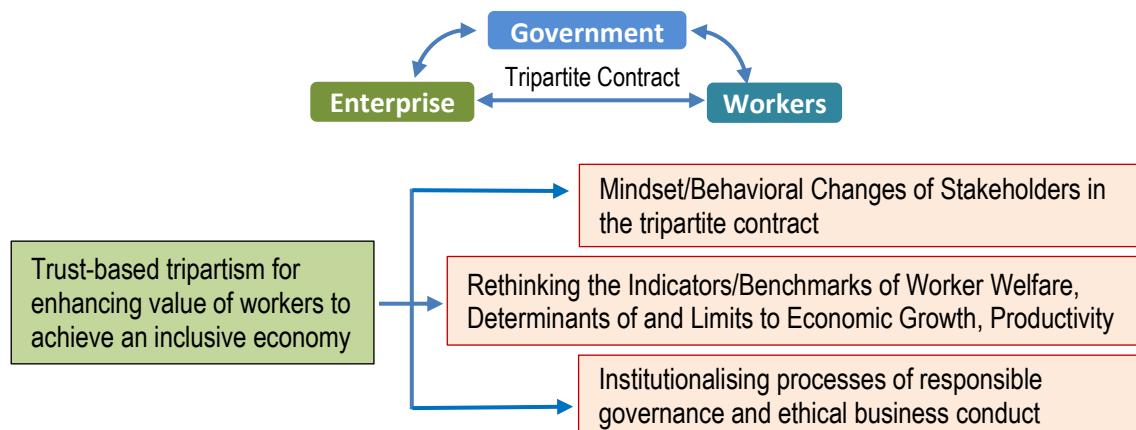 Government
Tripartite Contract
Enterprise
Workers
Mindset/Behavioral Changes of Stakeholders in
the tripartite contract
Trust-based tripartism for
enhancing value of workers to
achieve an inclusive economy
Rethinking the Indicators/Benchmarks of Worker Welfare,
Determinants of and Limits to Economic Growth, Productivity
Institutionalising processes of responsible
governance and ethical business conduct